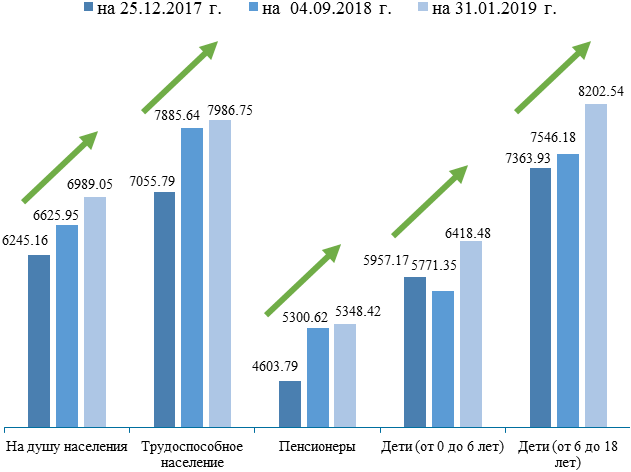 на 25.12.2017 г. на 04.09.2018 г. на 31.01.2019 г.
6245.16 6625.95 6989.05
7055.79 7885.64 7986.75
4603.79 5300.62 5348.42
5957.17 5771.35 6418.48
7363.93 7546.18 8202.54
На душу населения
Трудоспособное
население
Пенсионеры
Дети (от 0 до 6 лет)
Дети (от 6 до 18
лет)